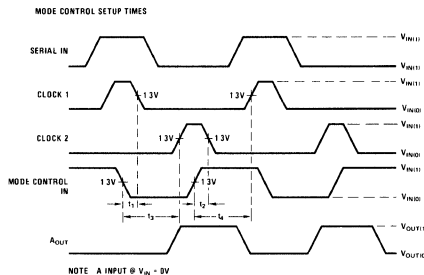 MODE CONTROL SETUP TIMES
SERIAL IN
VIN(1)
VIN(1)
CLOCK 1
1 3V
1 3V
VIN(1)
VIN(0)
CLOCK 2
1 3V
1 3V
VIN(1)
VIN(0)
MODE CONTROL
IN
1 3V
1 3V
VIN(1)
VIN(0)
t1
t2
t3
t4
AOUT
VOUT(1)
VOUT(0)
NOTE A INPUT @ VIN - 0V